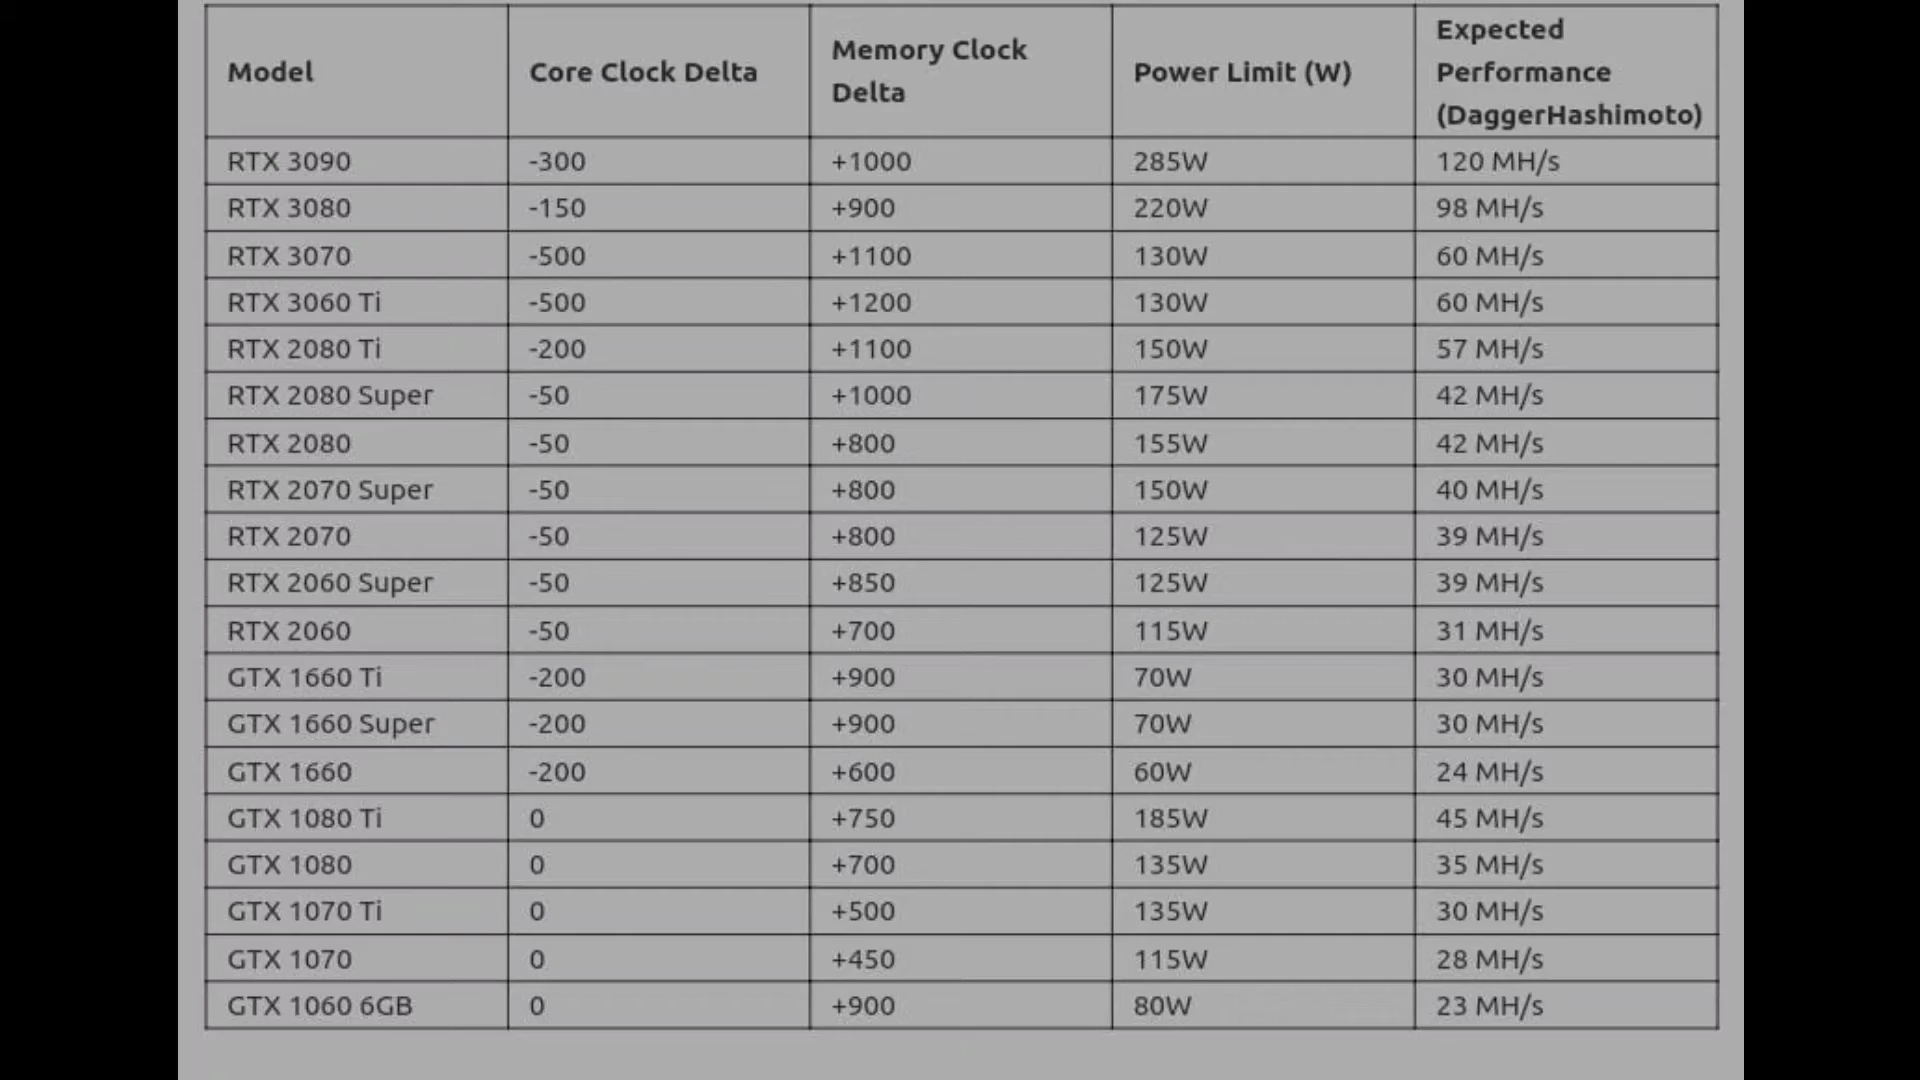 Model Core Clock Delta Memory Clock Delta Power Limit (W) Expected Performance (DaggerHashimoto)
RTX 3090 -300 +1000 285W 120 MH/s
RTX 3080 -150 +900 220W 98 MH/s
RTX 3070 -500 +1100 130W 60 MH/s
RTX 3060 Ti -500 +1200 130W 60 MH/s
RTX 2080 Ti -200 +1100 150W 57 MH/s
RTX 2080 Super -50 +1000 175W 42 MH/s
RTX 2080 -50 +800 155W 42 MH/s
RTX 2070 Super -50 +800 150W 40 MH/s
RTX 2070 -50 +800 125W 39 MH/s
RTX 2060 Super -50 +850 125W 39 MH/s
RTX 2060 -50 +700 115W 31 MH/s
GTX 1660 Ti -200 +900 70W 30 MH/s
GTX 1660 Super -200 +900 70W 30 MH/s
GTX 1660 -200 +600 60W 24 MH/s
GTX 1080 Ti 0 +750 185W 45 MH/s
GTX 1080 0 +700 135W 35 MH/s
GTX 1070 Ti 0 +500 135W 30 MH/s
GTX 1070 0 +450 115W 28 MH/s
GTX 1060 6GB 0 +900 80W 23 MH/s